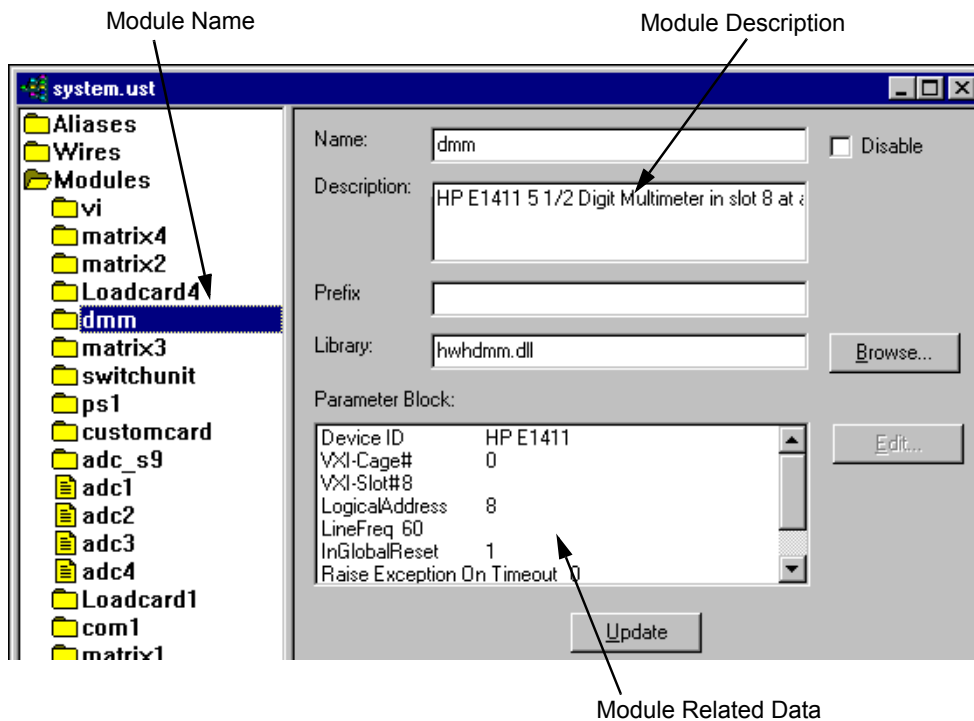 Module Name
Module Description
system.ust
Aliases
Wires
Modules
vi
matrix4
matrix2
Loadcard4
dmm
matrix3
switchunit
ps1
customcard
adc_s9
adc1
adc2
adc3
adc4
Loadcard1
com1
matrix1
Name:
dmm
Disable
Description:
HP E1411 5 1/2 Digit Multimeter in slot 8 at a
Prefix
Library:
hwhdmm.dll
Browse...
Parameter Block:
Device ID HP E1411
VXI-Cage# 0
VXI-Slot#8
LogicalAddress 8
LineFreq 60
InGlobalReset 1
Raise Exception On Timeout 0
Edit...
Update
Module Related Data